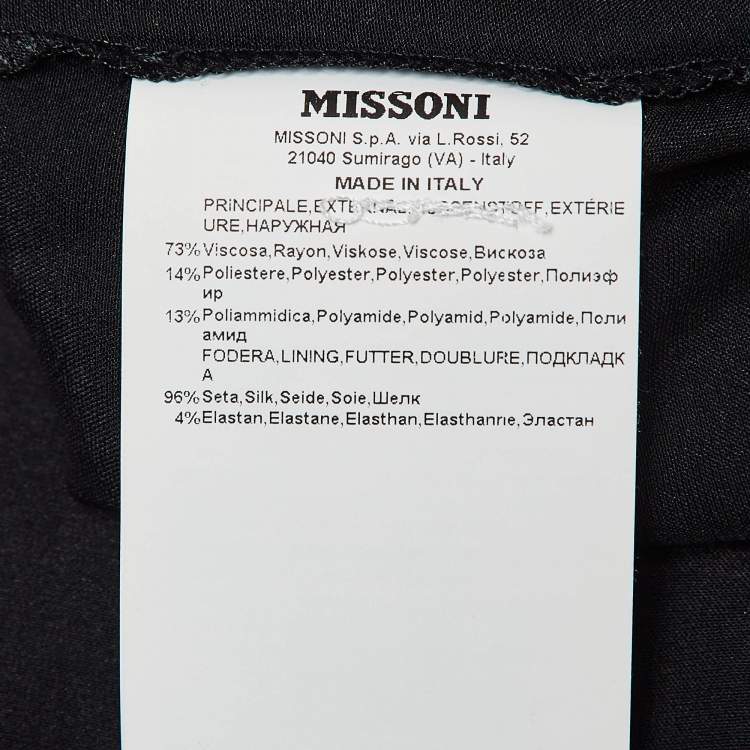 MISSONI
MISSONI S.p.A. via L.Rossi, 52
21040 Sumirago (VA) - Italy
MADE IN ITALY
PRINCIPALE,EXTERNAL,AUSSENSTOFF,EXTÉRIE
URE,НАРУЖНАЯ
73% Viscosa,Rayon,Viskose,Viscose,Вискоза
14% Poliestere,Polyester,Polyester,Polyester,Полиэф
ир
13% Poliammidica,Polyamide,Polyamid,Polyamide,Поли
амид
FODERA,LINING,FUTTER,DOUBLURE,ПОДКЛАДК
А
96% Seta,Silk,Seide,Soie,Шелк
4% Elastan,Elastane,Elasthan,Elasthanne,Эластан